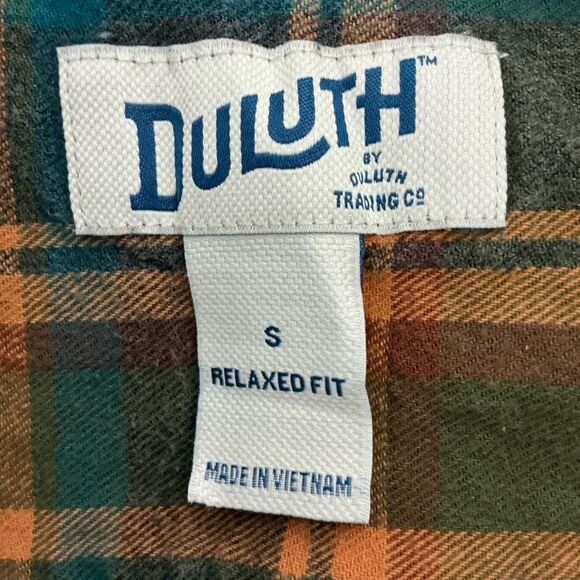 DULUTH™
BY
DULUTH
TRADING Cº
S
RELAXED FIT
MADE IN VIETNAM